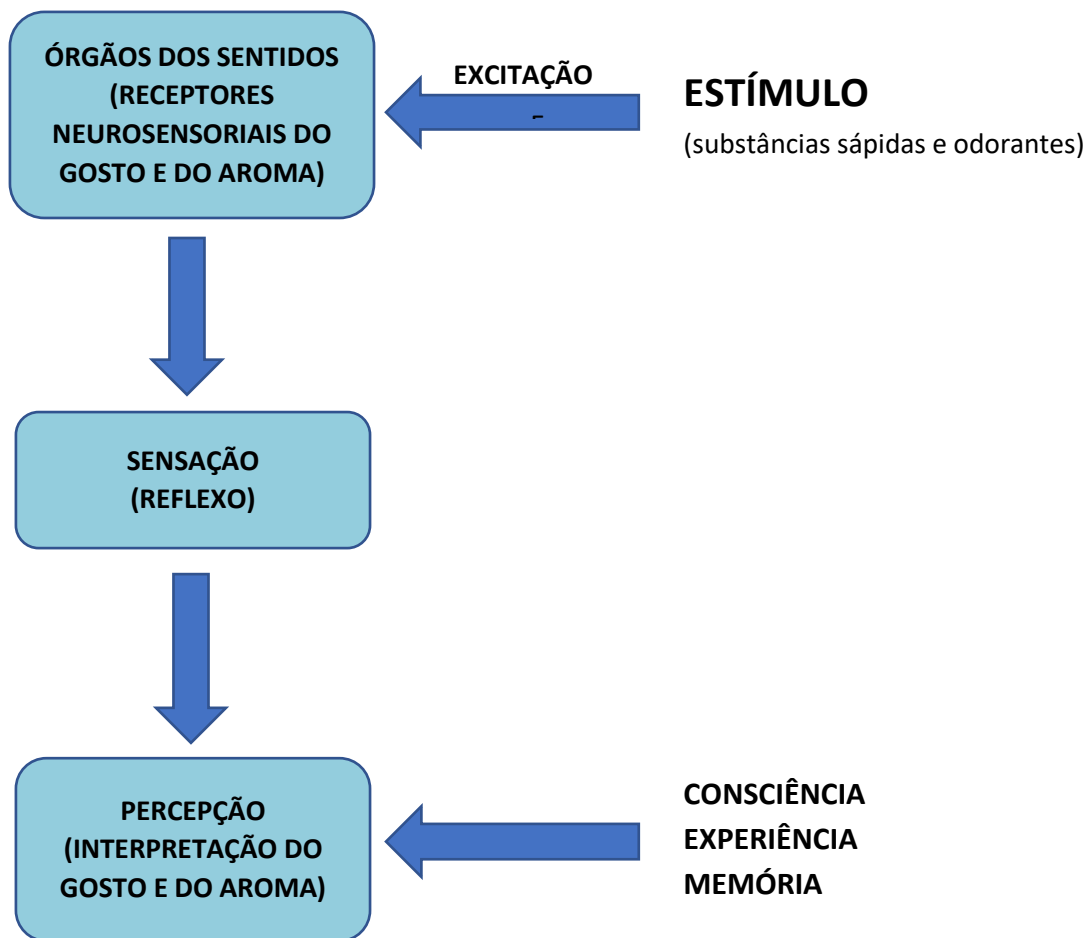 ÓRGÃOS DOS SENTIDOS
(RECEPTORES
NEUROSENSORIAIS DO
GOSTO E DO AROMA)
EXCITAÇÃO
ESTÍMULO
(substâncias sápidas e odorantes)
SENSAÇÃO
(REFLEXO)
PERCEPÇÃO
(INTERPRETAÇÃO DO
GOSTO E DO AROMA)
CONSCIÊNCIA
EXPERIÊNCIA
MEMÓRIA